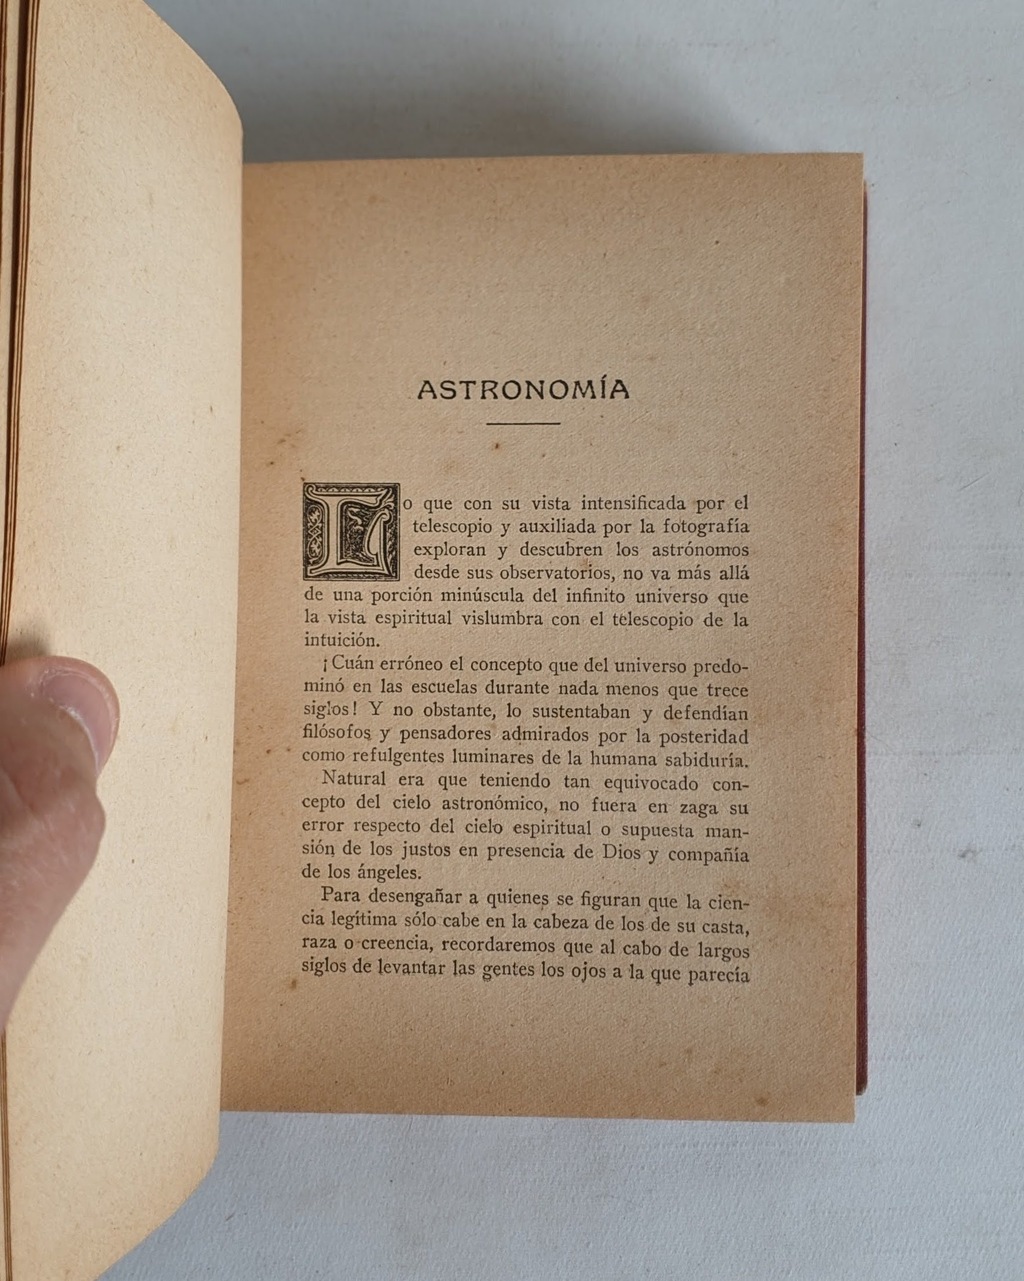 ASTRONOMÍA
Lo que con su vista intensificada por el
telescopio y auxiliada por la fotografía
exploran y descubren los astrónomos
desde sus observatorios, no va más allá
de una porción minúscula del infinito universo que
la vista espiritual vislumbra con el telescopio de la
intuición.
¡Cuán erróneo el concepto que del universo predo-
minó en las escuelas durante nada menos que trece
siglos! Y no obstante, lo sustentaban y defendían
filósofos y pensadores admirados por la posteridad
como refulgentes luminares de la humana sabiduría.
Natural era que teniendo tan equivocado con-
cepto del cielo astronómico, no fuera en zaga su
error respecto del cielo espiritual o supuesta man-
sión de los justos en presencia de Dios y compañía
de los ángeles.
Para desengañar a quienes se figuran que la cien-
cia legítima sólo cabe en la cabeza de los de su casta,
raza o creencia, recordaremos que al cabo de largos
siglos de levantar las gentes los ojos a la que parecía